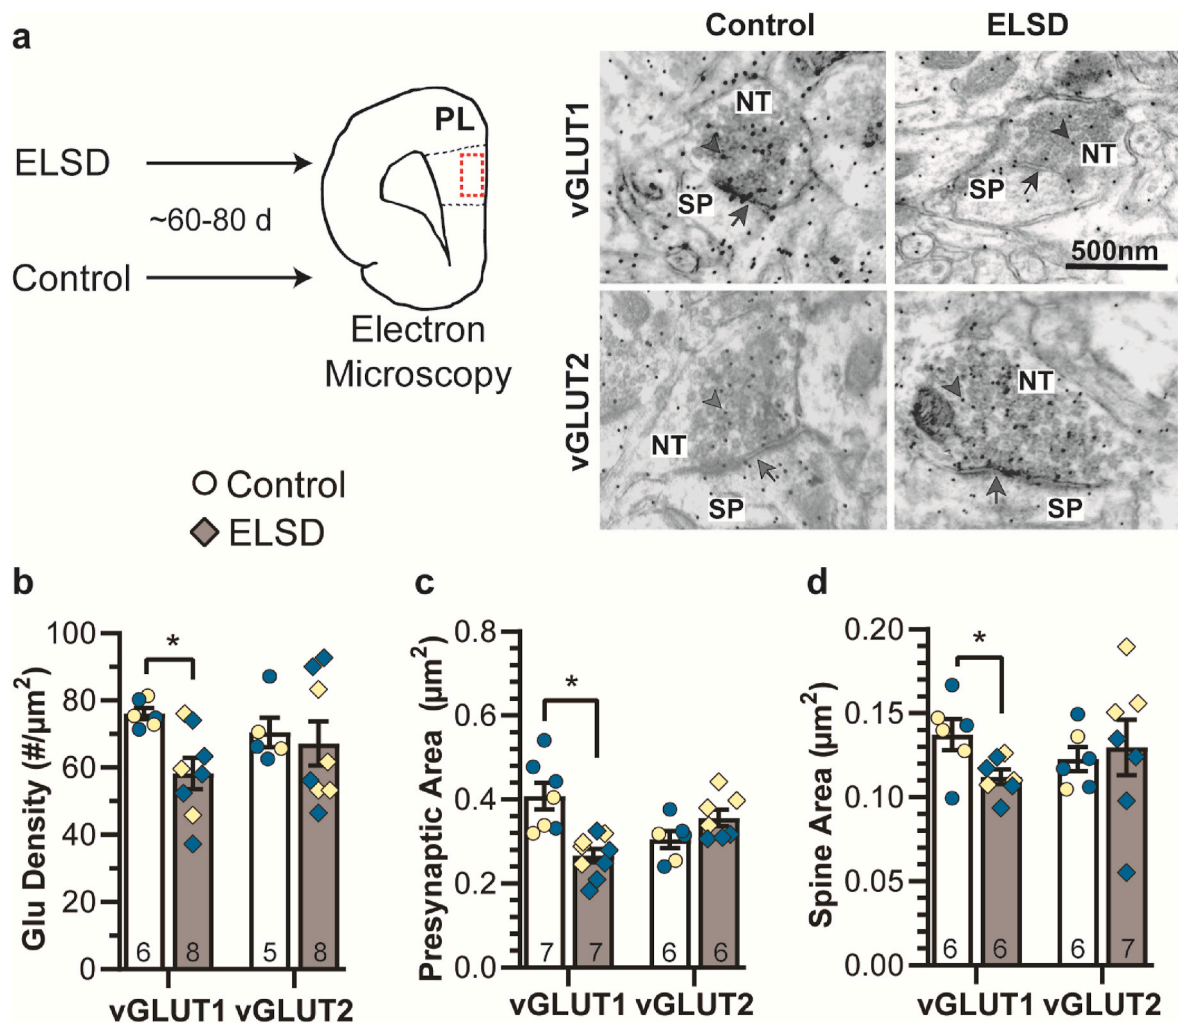 a
Control ELSD
ELSD
~60-80 d
Control
PL
Electron
Microscopy
vGLUT1
NT
SP
NT
SP
500nm
vGLUT2
NT
SP
NT
SP
Control
ELSD
b
Glu Density (#/µm²)
100
80
60
40
20
0
*
6 8 5 8
vGLUT1 vGLUT2
c
Presynaptic Area (µm²)
0.8
0.6
0.4
0.2
0.0
*
7 7 6 6
vGLUT1 vGLUT2
d
Spine Area (µm²)
0.20
0.15
0.10
0.05
0.00
*
6 6 6 7
vGLUT1 vGLUT2